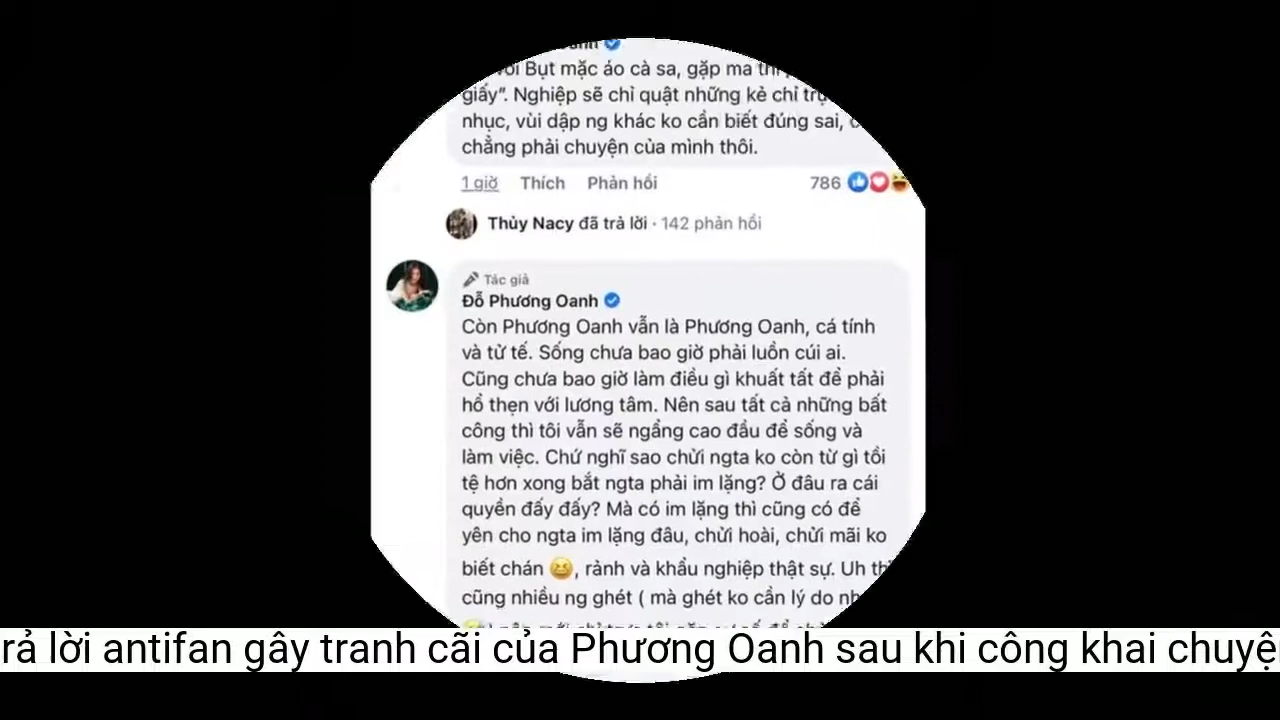 Bụt mặc áo cà sa, gặp ma
giấy”. Nghiệp sẽ chỉ quật những kẻ chỉ
nhục, vùi dập ng khác ko cần biết đúng sai,
chẳng phải chuyện của mình thôi.
1 giờ Thích Phản hồi 786
Thủy Nacy đã trả lời · 142 phản hồi
Tác giả
Đỗ Phương Oanh
Còn Phương Oanh vẫn là Phương Oanh, cá tính
và tử tế. Sống chưa bao giờ phải luồn cúi ai.
Cũng chưa bao giờ làm điều gì khuất tất để phải
hổ thẹn với lương tâm. Nên sau tất cả những bất
công thì tôi vẫn sẽ ngẩng cao đầu để sống và
làm việc. Chứ nghĩ sao chửi ngta ko còn từ gì tồi
tệ hơn xong bắt ngta phải im lặng? Ở đâu ra cái
quyền đấy đấy? Mà có im lặng thì cũng có để
yên cho ngta im lặng đâu, chửi hoài, chửi mãi ko
biết chán 😆, rảnh và khẩu nghiệp thật sự. Uh thì
cũng nhiều ng ghét ( mà ghét ko cần lý do
rả lời antifan gây tranh cãi của Phương Oanh sau khi công khai chuyệ